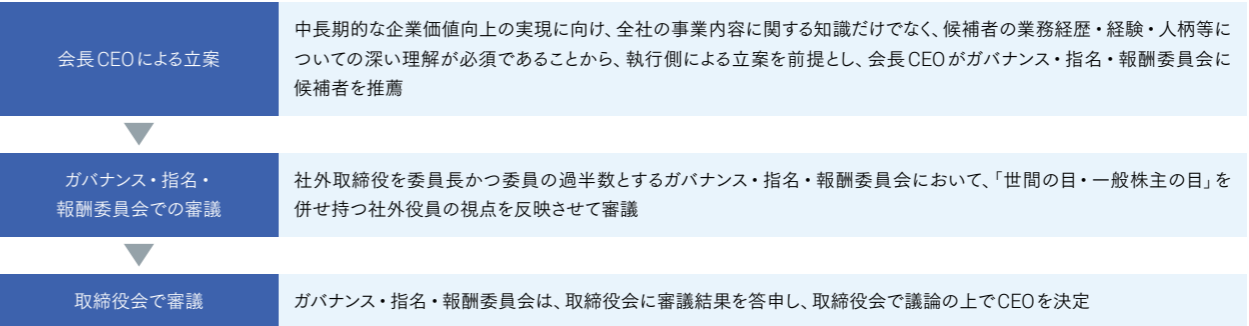 会長CEOによる立案
中長期的な企業価値向上の実現に向け、全社の事業内容に関する知識だけでなく、候補者の業務経歴・経験・人柄等に
ついての深い理解が必須であることから、執行側による立案を前提とし、会長CEOがガバナンス・指名・報酬委員会に
候補者を推薦
ガバナンス・指名・
報酬委員会での審議
社外取締役を委員長かつ委員の過半数とするガバナンス・指名・報酬委員会において、「世間の目・一般株主の目」を
併せ持つ社外役員の視点を反映させて審議
取締役会で審議
ガバナンス・指名・報酬委員会は、取締役会に審議結果を答申し、取締役会で議論の上でCEOを決定